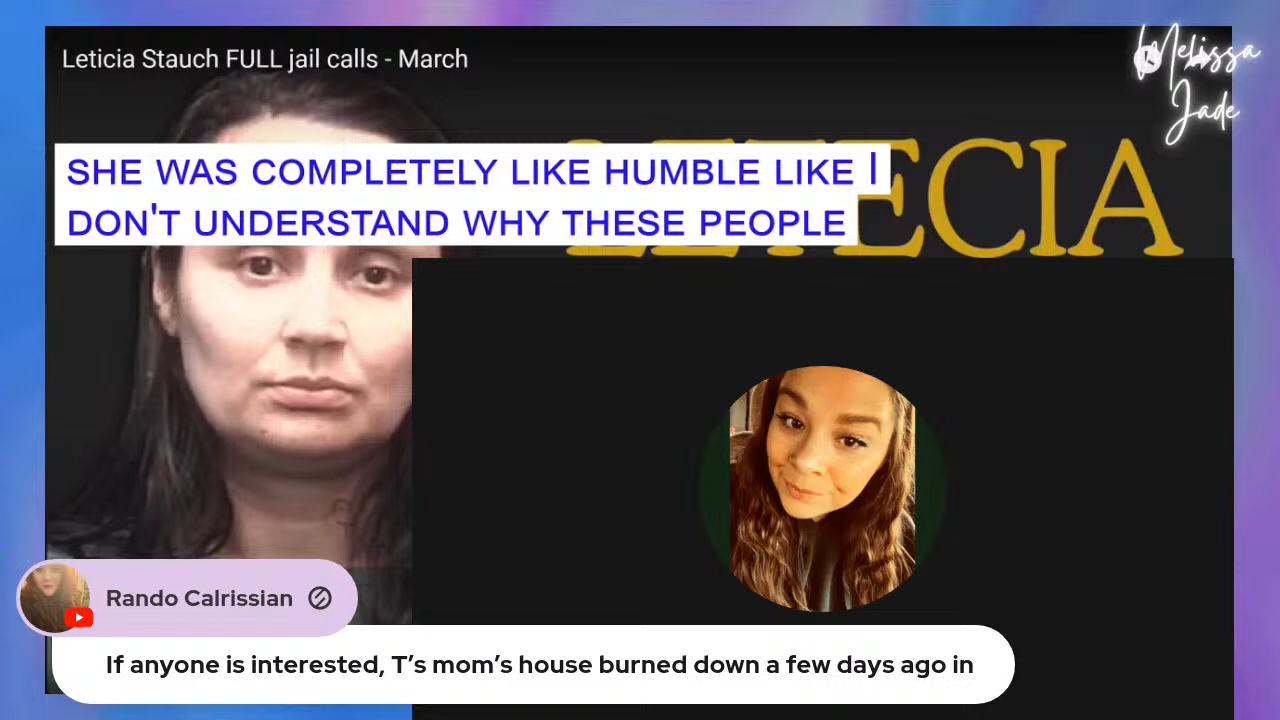 Leticia Stauch FULL jail calls - March
Melissa
Jade
LETECIA
SHE WAS COMPLETELY LIKE HUMBLE LIKE I
DON'T UNDERSTAND WHY THESE PEOPLE
Rando Calrissian
If anyone is interested, T’s mom’s house burned down a few days ago in